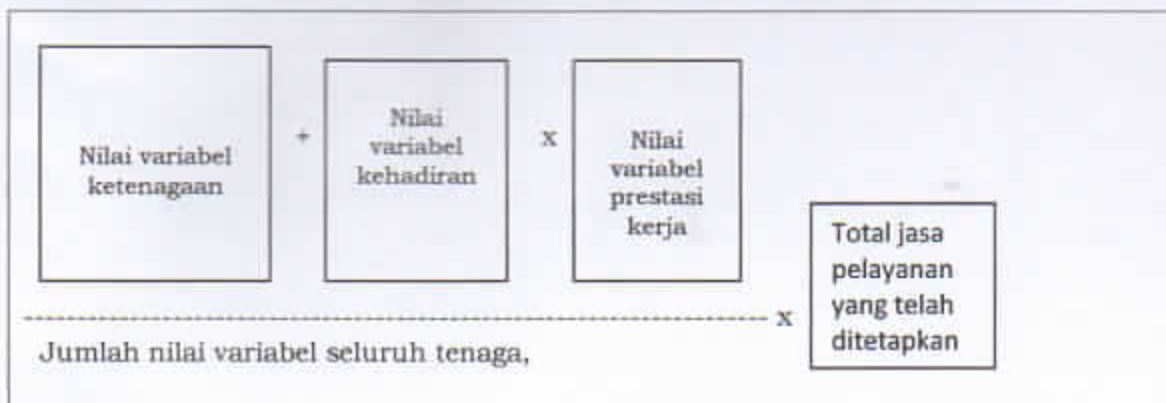 Nilai variabel
ketenagaan
+
Nilai
variabel
kehadiran
x
Nilai
variabel
prestasi
kerja
x
Total jasa
pelayanan
yang telah
ditetapkan
Jumlah nilai variabel seluruh tenaga,